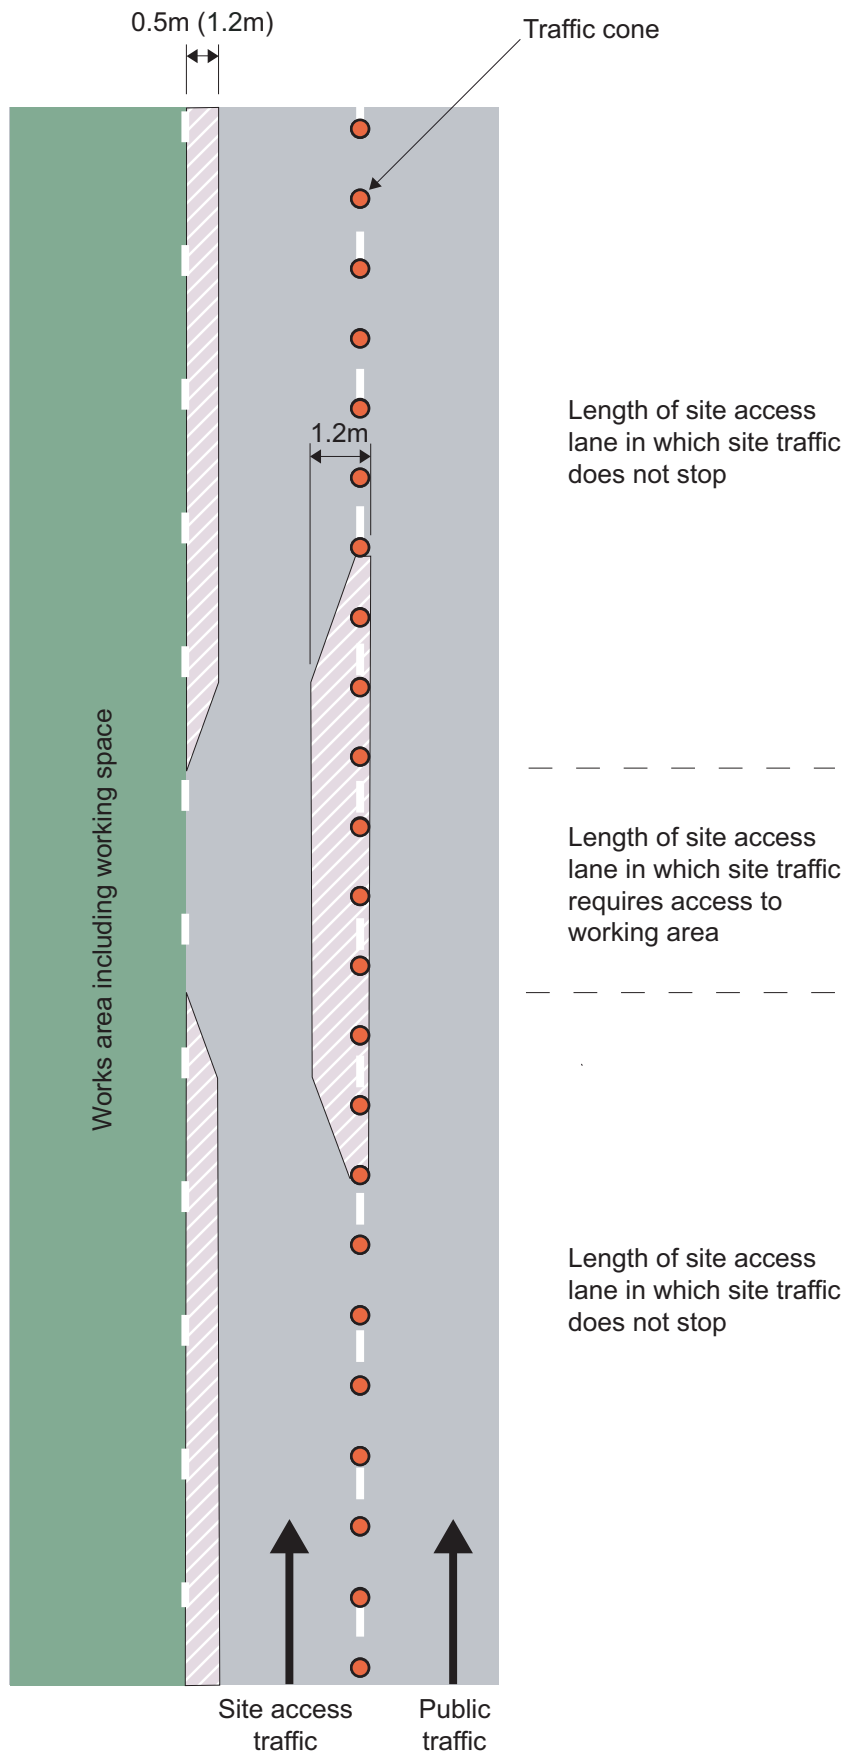 0.5m (1.2m)
Traffic cone
Length of site access
lane in which site traffic
does not stop
1.2m
Works area including working space
Length of site access
lane in which site traffic
requires access to
working area
Length of site access
lane in which site traffic
does not stop
Site access
traffic
Public
traffic